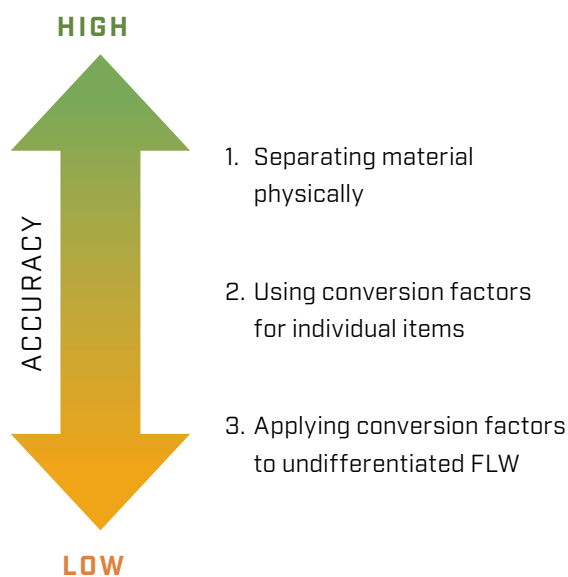 HIGH
ACCURACY
1. Separating material
physically
2. Using conversion factors
for individual items
3. Applying conversion factors
to undifferentiated FLW
LOW